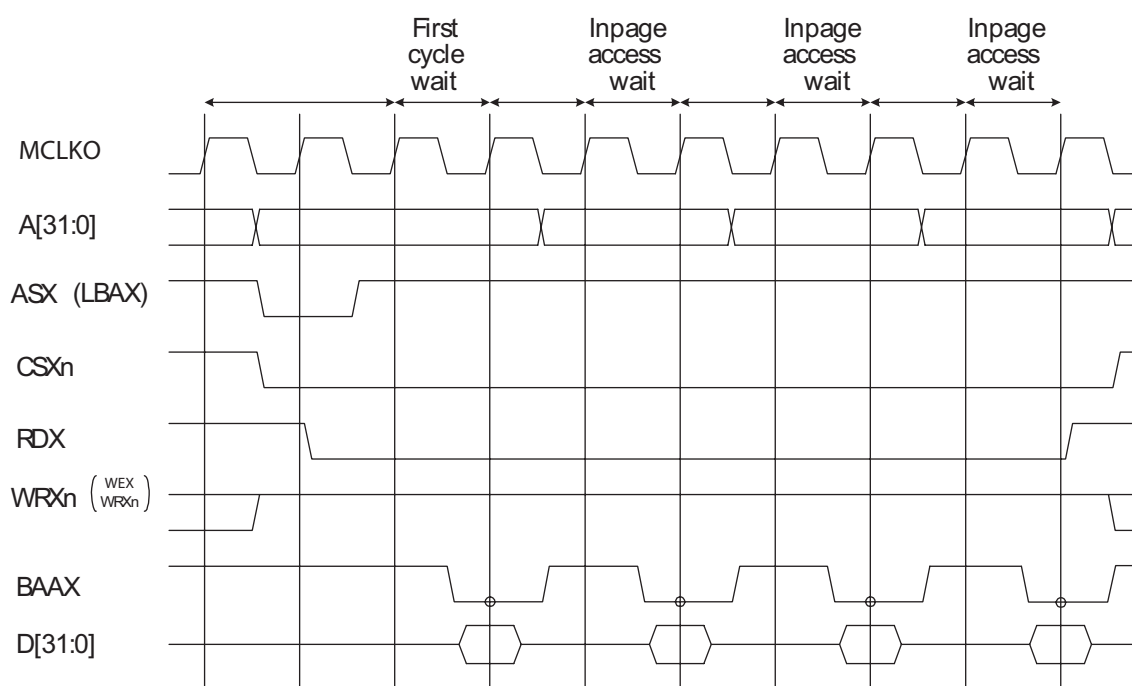 First
cycle
wait
Inpage
access
wait
Inpage
access
wait
Inpage
access
wait
MCLKO
A[31:0]
ASX (LBAX)
CSXn
RDX
WRXn (WEX
WRXn)
BAAX
D[31:0]